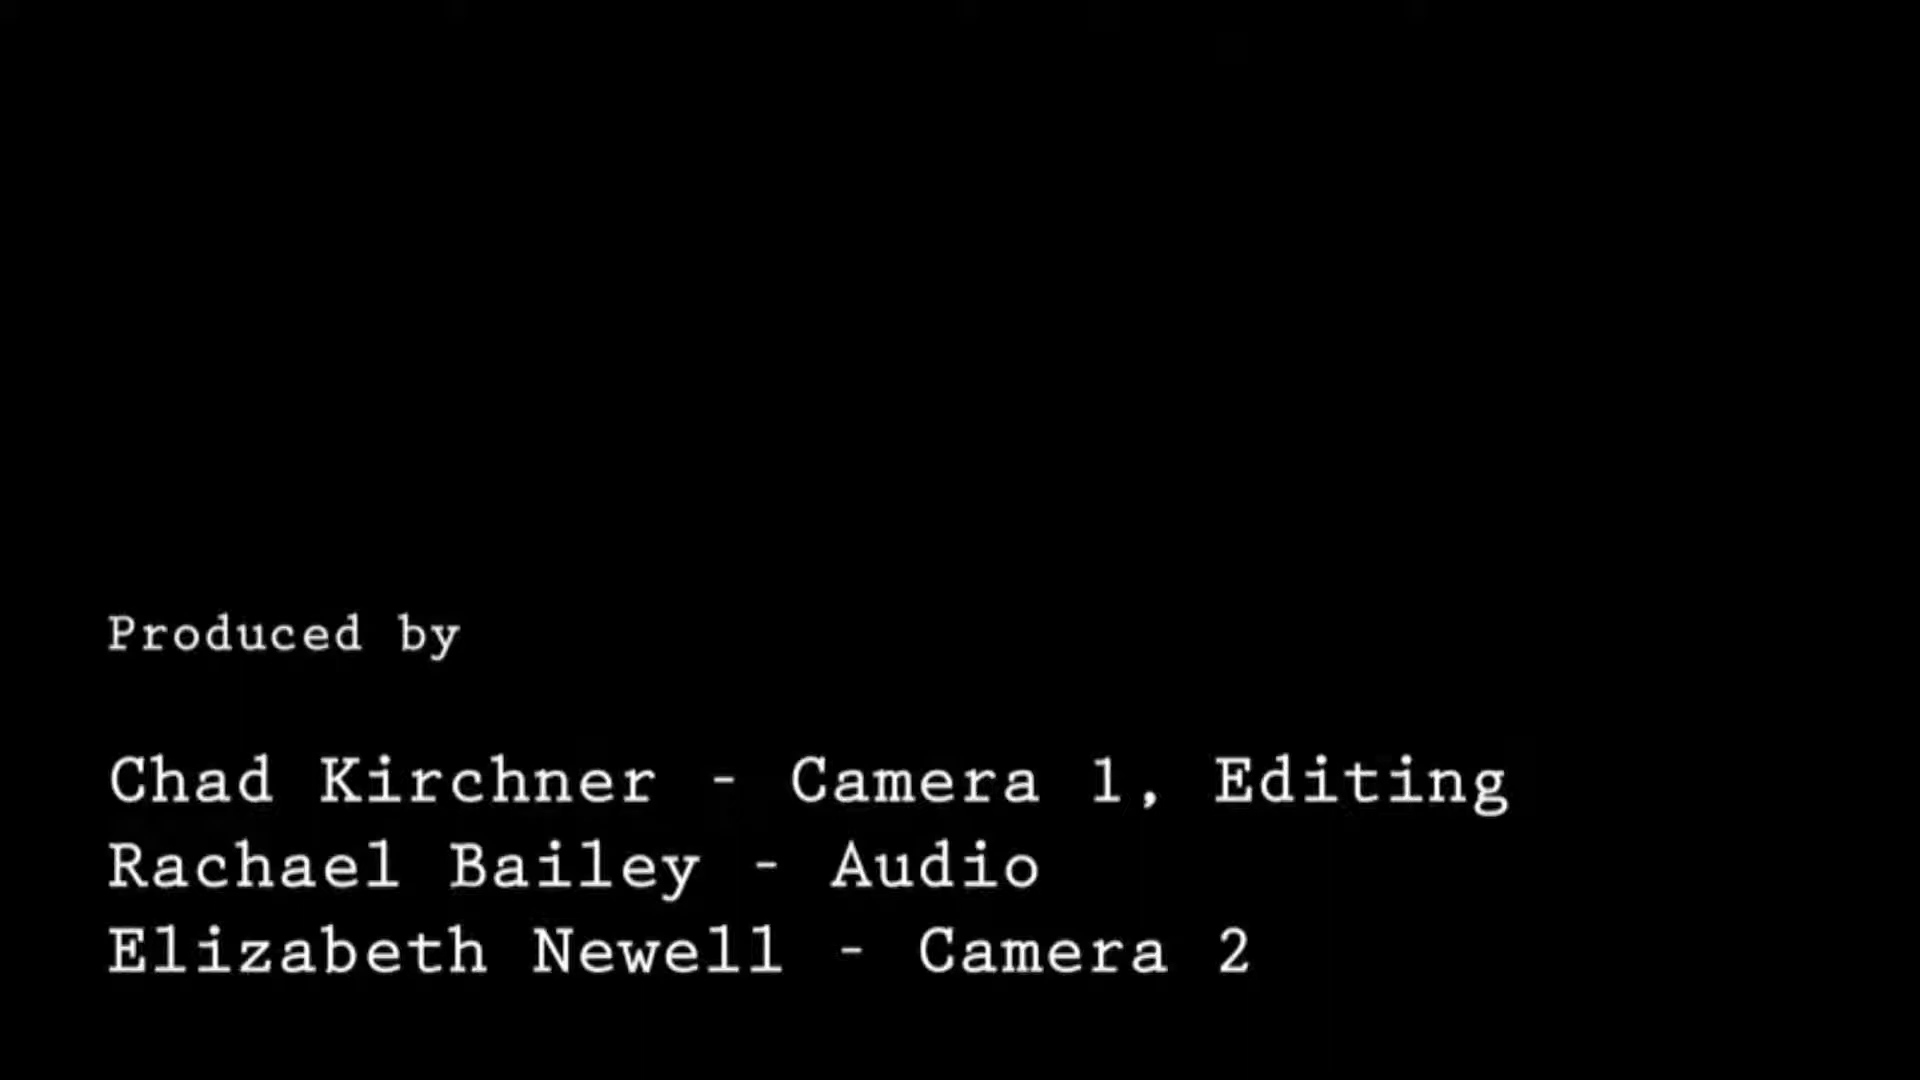 Produced by
Chad Kirchner - Camera 1, Editing
Rachael Bailey - Audio
Elizabeth Newell - Camera 2